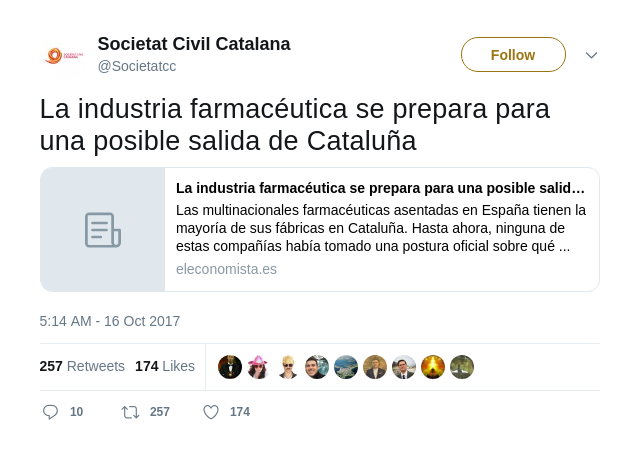 Societat Civil Catalana
@Societatcc
Follow
La industria farmacéutica se prepara para
una posible salida de Cataluña
La industria farmacéutica se prepara para una posible salid…
Las multinacionales farmacéuticas asentadas en España tienen la
mayoría de sus fábricas en Cataluña. Hasta ahora, ninguna de
estas compañías había tomado una postura oficial sobre qué ...
eleconomista.es
5:14 AM - 16 Oct 2017
257 Retweets 174 Likes
10 257 174